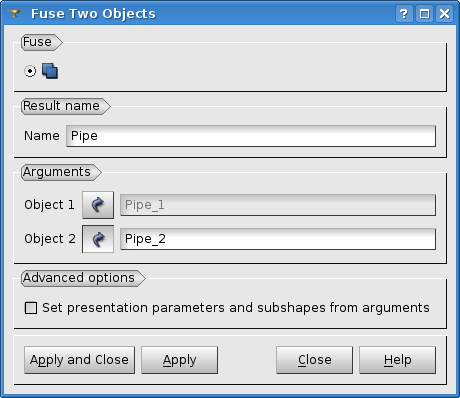 Fuse Two Objects
Fuse
Result name
Name Pipe
Arguments
Object 1 Pipe_1
Object 2 Pipe_2
Advanced options
Set presentation parameters and subshapes from arguments
Apply and Close Apply Close Help